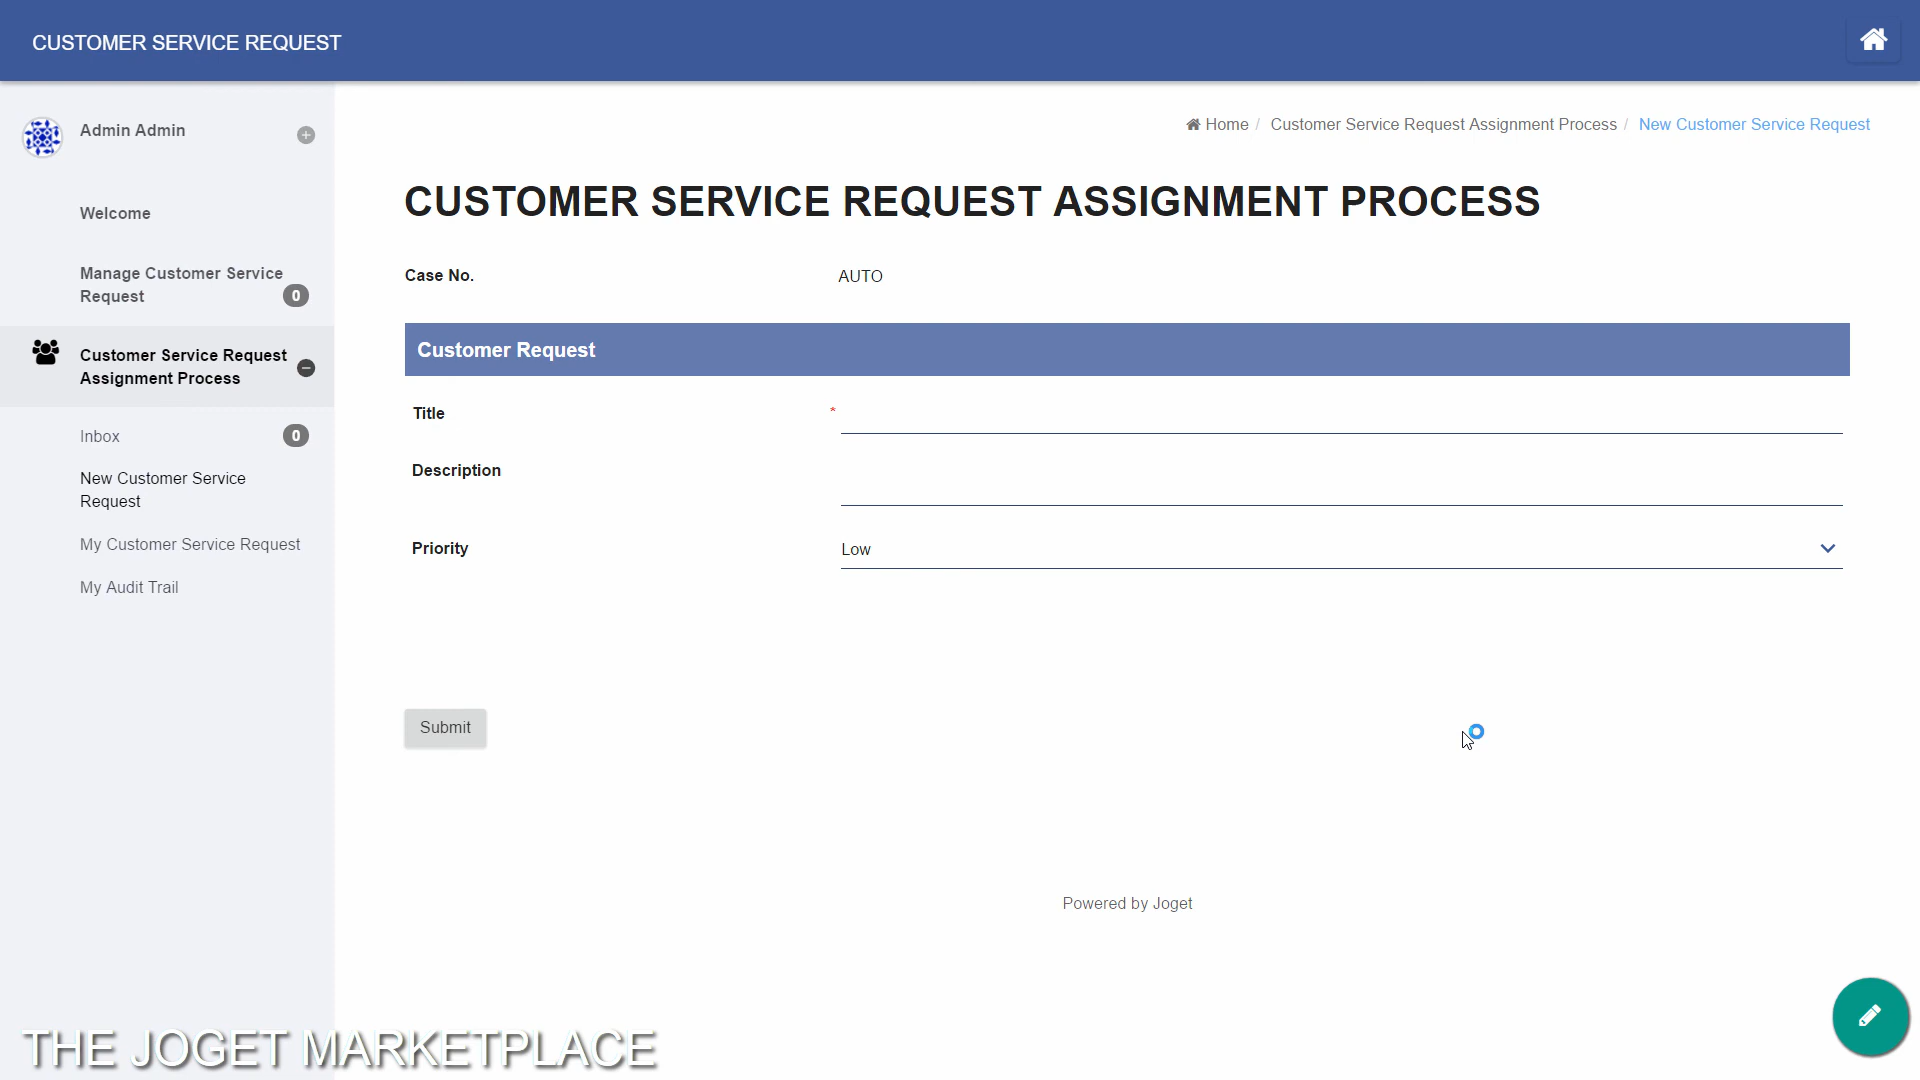 CUSTOMER SERVICE REQUEST
Admin Admin
Welcome
Manage Customer Service
Request 0
Customer Service Request
Assignment Process
Inbox 0
New Customer Service
Request
My Customer Service Request
My Audit Trail
Home / Customer Service Request Assignment Process / New Customer Service Request
CUSTOMER SERVICE REQUEST ASSIGNMENT PROCESS
Case No. AUTO
Customer Request
Title *
Description
Priority Low
Submit
Powered by Joget
THE JOGET MARKETPLACE